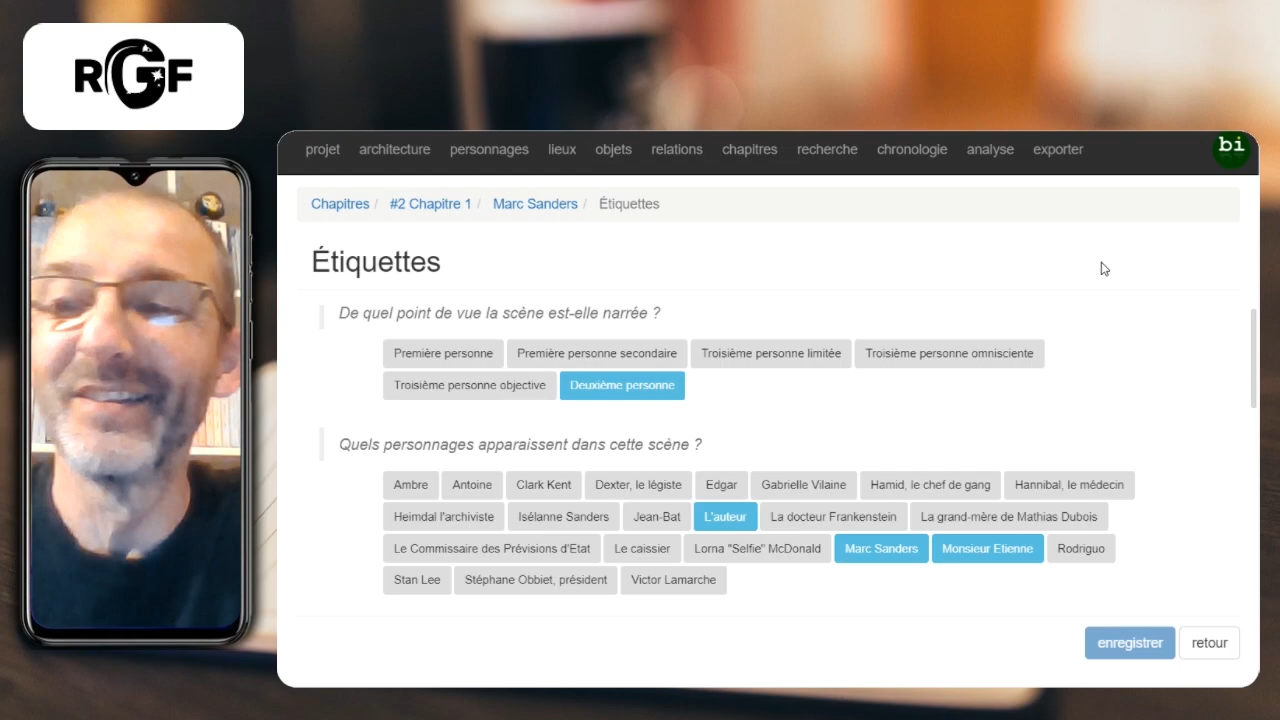 RGF
projet architecture personnages lieux objets relations chapitres recherche chronologie analyse exporter
bi
Chapitres / #2 Chapitre 1 / Marc Sanders / Étiquettes
Étiquettes
De quel point de vue la scène est-elle narrée ?
Première personne Première personne secondaire Troisième personne limitée Troisième personne omnisciente
Troisième personne objective Deuxième personne
Quels personnages apparaissent dans cette scène ?
Ambre Antoine Clark Kent Dexter, le légiste Edgar Gabrielle Vilaine Hamid, le chef de gang Hannibal, le médecin
Heimdal l'archiviste Isélanne Sanders Jean-Bat L'auteur La docteur Frankenstein La grand-mère de Mathias Dubois
Le Commissaire des Prévisions d'Etat Le caissier Lorna "Selfie" McDonald Marc Sanders Monsieur Etienne Rodriguo
Stan Lee Stéphane Obbiet, président Victor Lamarche
enregistrer retour